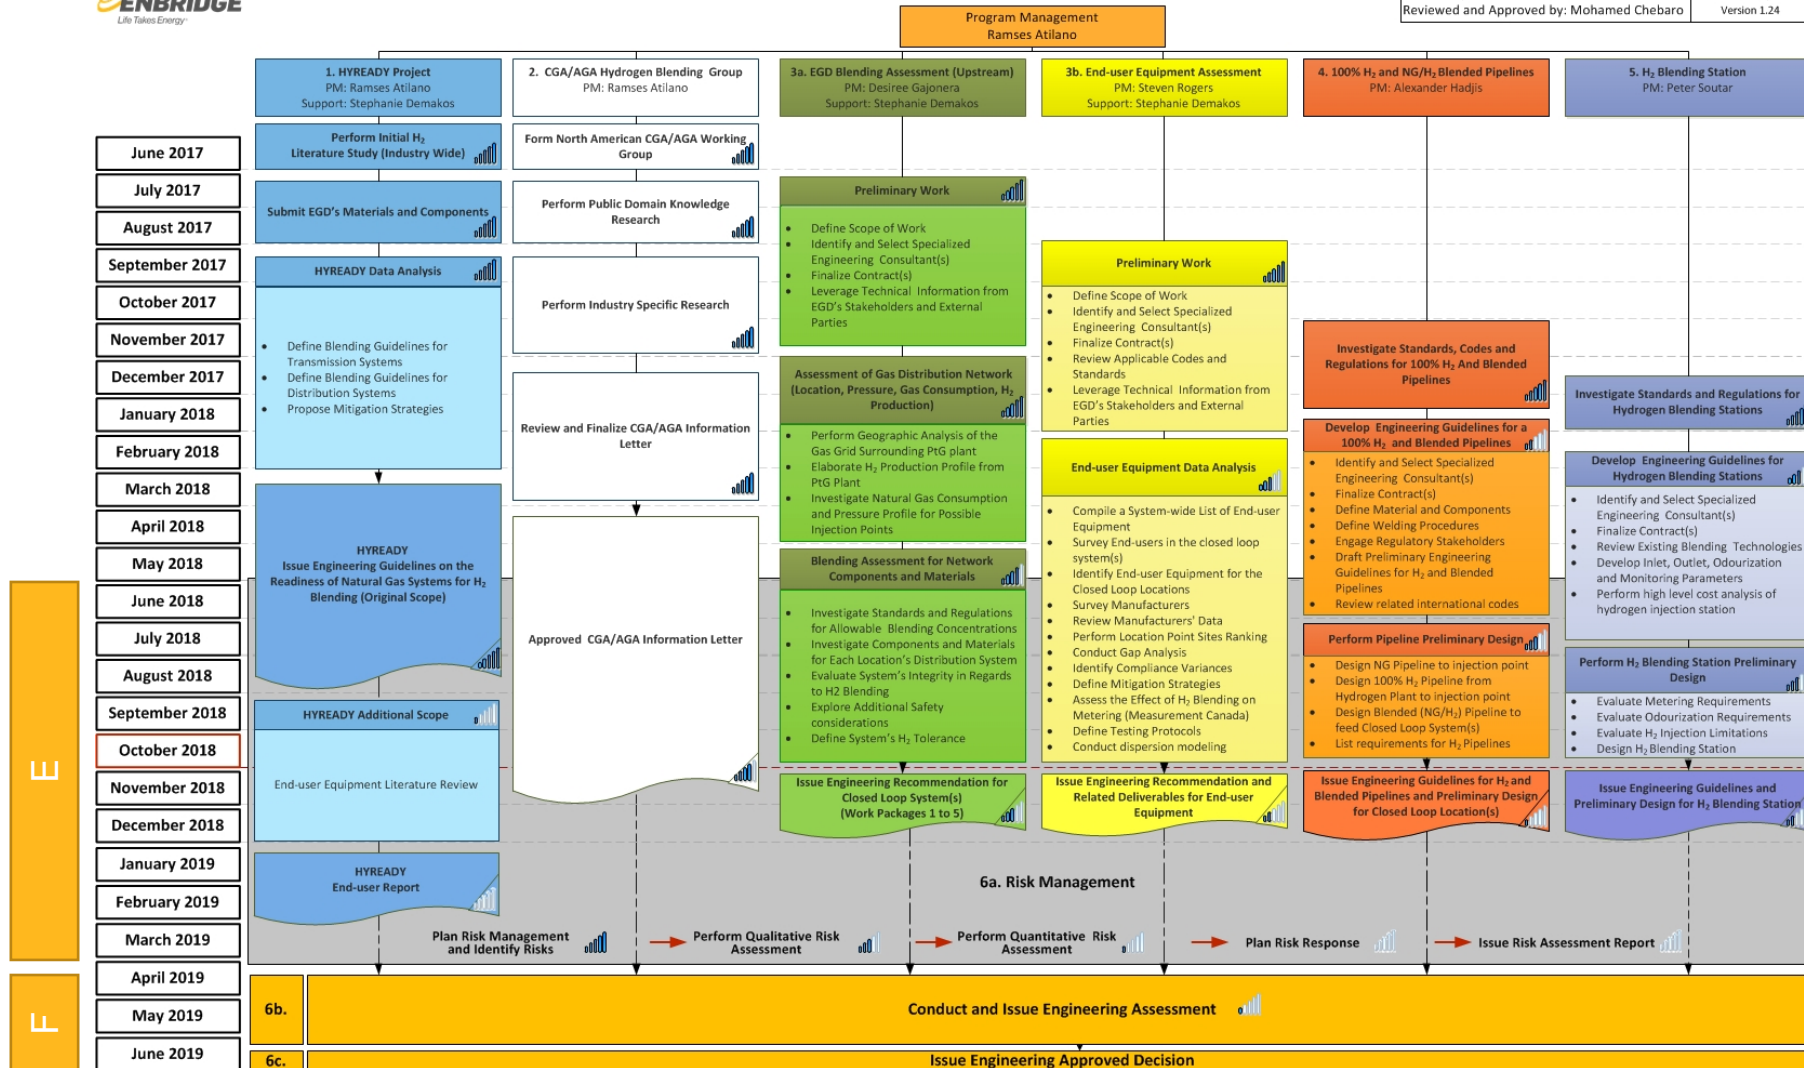 ENBRIDGE
Life Takes Energy
Reviewed and Approved by: Mohamed Chebaro
Version 1.24
Program Management
Ramses Atilano
1. HYREADY Project
PM: Ramses Atilano
Support: Stephanie Demakos
2. CGA/AGA Hydrogen Blending Group
PM: Ramses Atilano
3a. EGD Blending Assessment (Upstream)
PM: Desiree Gajonera
Support: Stephanie Demakos
3b. End-user Equipment Assessment
PM: Steven Rogers
Support: Stephanie Demakos
4. 100% H₂ and NG/H₂ Blended Pipelines
PM: Alexander Hadjis
5. H₂ Blending Station
PM: Peter Soutar
June 2017
July 2017
August 2017
September 2017
October 2017
November 2017
December 2017
January 2018
February 2018
March 2018
April 2018
May 2018
June 2018
July 2018
August 2018
September 2018
October 2018
November 2018
December 2018
January 2019
February 2019
March 2019
April 2019
May 2019
June 2019
E
F
Perform Initial H₂
Literature Study (Industry Wide)
Submit EGD's Materials and Components
HYREADY Data Analysis
• Define Blending Guidelines for
Transmission Systems
• Define Blending Guidelines for
Distribution Systems
• Propose Mitigation Strategies
HYREADY
Issue Engineering Guidelines on the
Readiness of Natural Gas Systems for H₂
Blending (Original Scope)
HYREADY Additional Scope
End-user Equipment Literature Review
HYREADY
End-user Report
Form North American CGA/AGA Working
Group
Perform Public Domain Knowledge
Research
Perform Industry Specific Research
Review and Finalize CGA/AGA Information
Letter
Approved CGA/AGA Information Letter
Preliminary Work
• Define Scope of Work
• Identify and Select Specialized
Engineering Consultant(s)
• Finalize Contract(s)
• Leverage Technical Information from
EGD's Stakeholders and External
Parties
Assessment of Gas Distribution Network
(Location, Pressure, Gas Consumption, H₂
Production)
• Perform Geographic Analysis of the
Gas Grid Surrounding PtG plant
• Elaborate H₂ Production Profile from
PtG Plant
• Investigate Natural Gas Consumption
and Pressure Profile for Possible
Injection Points
Blending Assessment for Network
Components and Materials
• Investigate Standards and Regulations
for Allowable Blending Concentrations
• Investigate Components and Materials
for Each Location's Distribution System
• Evaluate System's Integrity in Regards
to H2 Blending
• Explore Additional Safety
considerations
• Define System's H₂ Tolerance
Issue Engineering Recommendation for
Closed Loop System(s)
(Work Packages 1 to 5)
Preliminary Work
• Define Scope of Work
• Identify and Select Specialized
Engineering Consultant(s)
• Finalize Contract(s)
• Review Applicable Codes and
Standards
• Leverage Technical Information from
EGD's Stakeholders and External
Parties
End-user Equipment Data Analysis
• Compile a System-wide List of End-user
Equipment
• Survey End-users in the closed loop
system(s)
• Identify End-user Equipment for the
Closed Loop Locations
• Survey Manufacturers
• Review Manufacturers' Data
• Perform Location Point Sites Ranking
• Conduct Gap Analysis
• Identify Compliance Variances
• Define Mitigation Strategies
• Assess the Effect of H₂ Blending on
Metering (Measurement Canada)
• Define Testing Protocols
• Conduct dispersion modeling
Issue Engineering Recommendation and
Related Deliverables for End-user
Equipment
Investigate Standards, Codes and
Regulations for 100% H₂ And Blended
Pipelines
Develop Engineering Guidelines for a
100% H₂ and Blended Pipelines
• Identify and Select Specialized
Engineering Consultant(s)
• Finalize Contract(s)
• Define Material and Components
• Define Welding Procedures
• Engage Regulatory Stakeholders
• Draft Preliminary Engineering
Guidelines for H₂ and Blended
Pipelines
• Review related international codes
Perform Pipeline Preliminary Design
• Design NG Pipeline to injection point
• Design 100% H₂ Pipeline from
Hydrogen Plant to injection point
• Design Blended (NG/H₂) Pipeline to
feed Closed Loop System(s)
• List requirements for H₂ Pipelines
Issue Engineering Guidelines for H₂ and
Blended Pipelines and Preliminary Design
for Closed Loop Location(s)
Investigate Standards and Regulations for
Hydrogen Blending Stations
Develop Engineering Guidelines for
Hydrogen Blending Stations
• Identify and Select Specialized
Engineering Consultant(s)
• Finalize Contract(s)
• Review Existing Blending Technologies
• Develop Inlet, Outlet, Odourization
and Monitoring Parameters
• Perform high level cost analysis of
hydrogen injection station
Perform H₂ Blending Station Preliminary
Design
• Evaluate Metering Requirements
• Evaluate Odourization Requirements
• Evaluate H₂ Injection Limitations
• Design H₂ Blending Station
Issue Engineering Guidelines and
Preliminary Design for H₂ Blending Station
6a. Risk Management
Plan Risk Management
and Identify Risks
Perform Qualitative Risk
Assessment
Perform Quantitative Risk
Assessment
Plan Risk Response
Issue Risk Assessment Report
6b.
Conduct and Issue Engineering Assessment
6c.
Issue Engineering Approved Decision